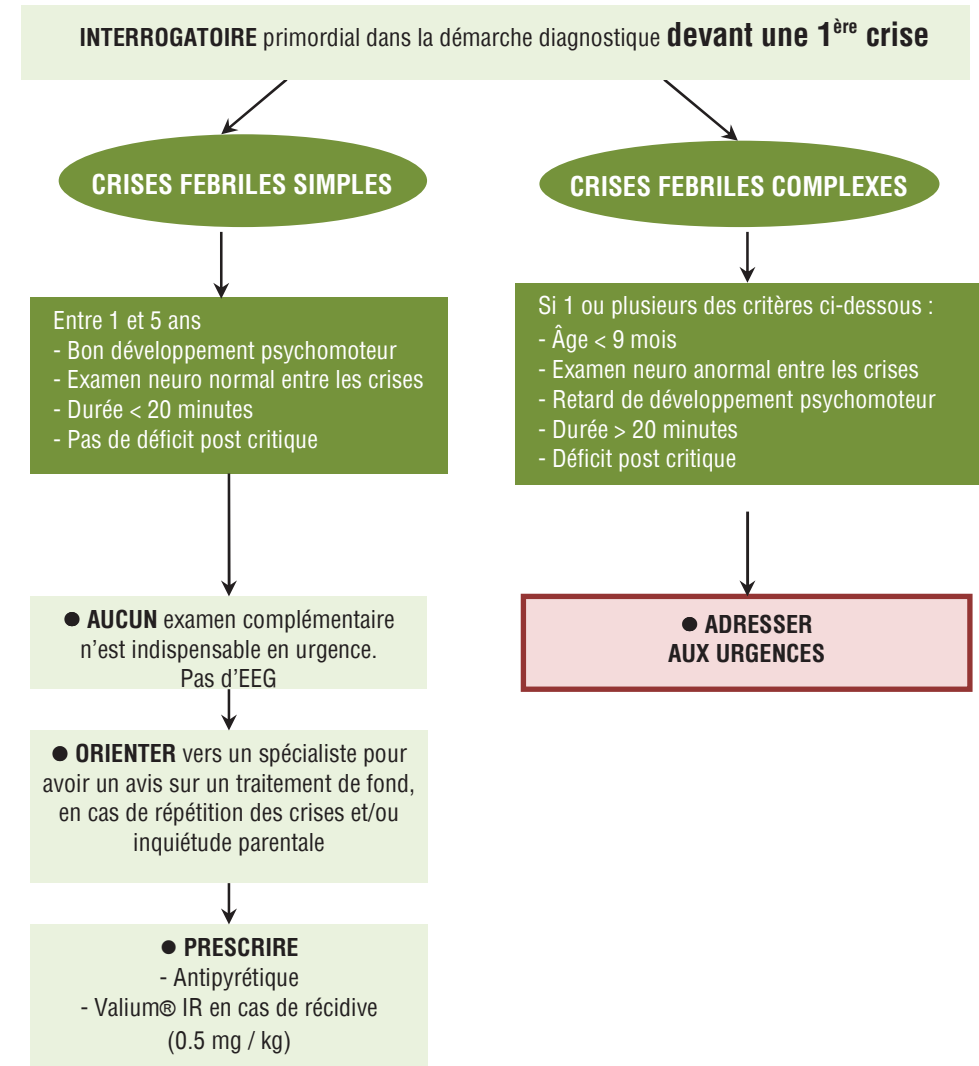 INTERROGATOIRE primordial dans la démarche diagnostique devant une 1ère crise
CRISES FEBRILES SIMPLES
Entre 1 et 5 ans
- Bon développement psychomoteur
- Examen neuro normal entre les crises
- Durée < 20 minutes
- Pas de déficit post critique
● AUCUN examen complémentaire
n’est indispensable en urgence.
Pas d’EEG
● ORIENTER vers un spécialiste pour
avoir un avis sur un traitement de fond,
en cas de répétition des crises et/ou
inquiétude parentale
● PRESCRIRE
- Antipyrétique
- Valium® IR en cas de récidive
(0.5 mg / kg)
CRISES FEBRILES COMPLEXES
Si 1 ou plusieurs des critères ci-dessous :
- Âge < 9 mois
- Examen neuro anormal entre les crises
- Retard de développement psychomoteur
- Durée > 20 minutes
- Déficit post critique
● ADRESSER
AUX URGENCES